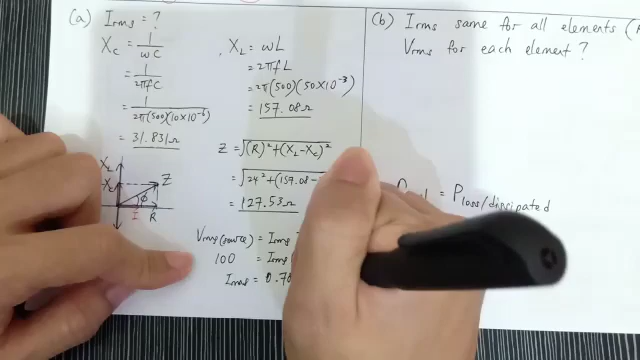 (a) Irms = ?
Xc = 1/ωC
= 1/2πfC
= 1/2π(500)(10×10⁻⁶)
= 31.831Ω
XL
Z
φ
I
R
XL = ωL
= 2πfL
= 2π(500)(50×10⁻³)
= 157.08Ω
Z = √(R)²+(XL-Xc)²
= √24²+(157.08-
= 127.53Ω
Vrms(source) = Irms
100 = Irms
Irms = 0.78
(b) Irms same for all elements
Vrms for each element ?
= Ploss/dissipated